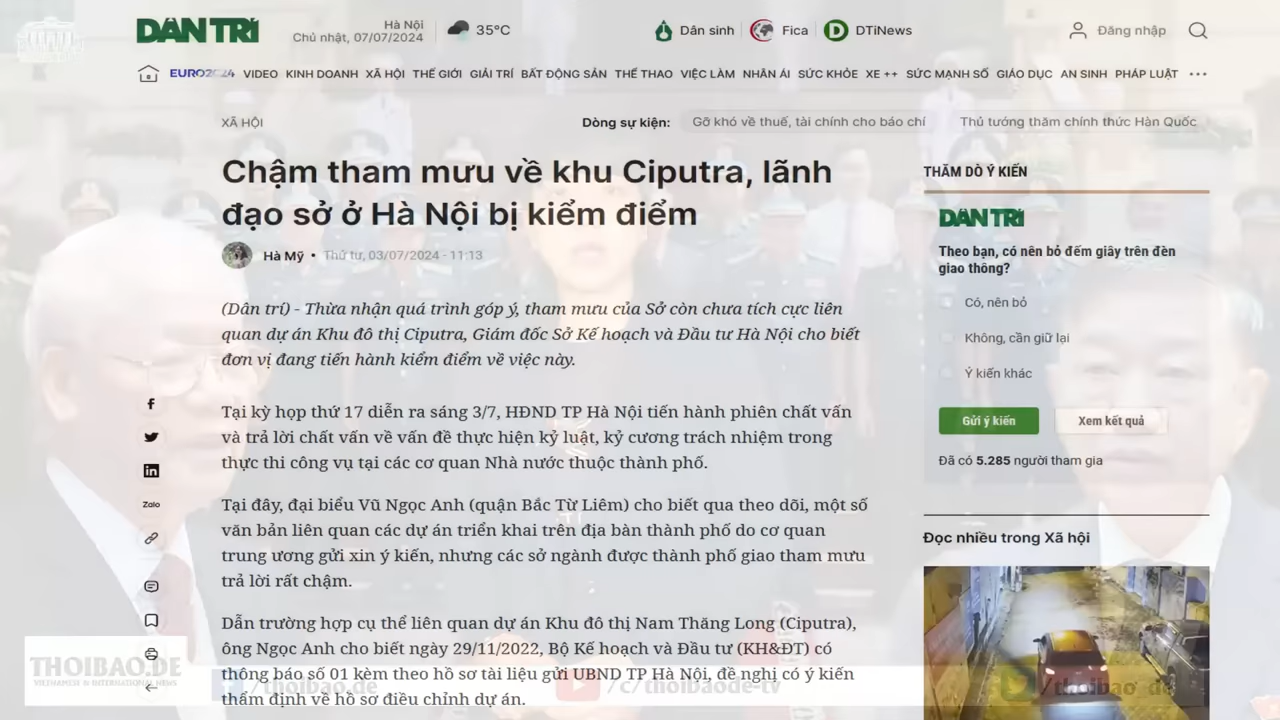 DÂN TRÍ
Hà Nội
Chủ nhật, 07/07/2024
35°C
Dân sinh
Fica
DTiNews
Đăng nhập
EURO2024 VIDEO KINH DOANH XÃ HỘI THẾ GIỚI GIẢI TRÍ BẤT ĐỘNG SẢN THỂ THAO VIỆC LÀM NHÂN ÁI SỨC KHỎE XE ++ SỨC MẠNH SỐ GIÁO DỤC AN SINH PHÁP LUẬT
XÃ HỘI
Dòng sự kiện: Gỡ khó về thuế, tài chính cho báo chí Thủ tướng thăm chính thức Hàn Quốc
Chậm tham mưu về khu Ciputra, lãnh
đạo sở ở Hà Nội bị kiểm điểm
Hà Mỹ • Thứ tư, 03/07/2024 - 11:13
(Dân trí) - Thừa nhận quá trình góp ý, tham mưu của Sở còn chưa tích cực liên
quan dự án Khu đô thị Ciputra, Giám đốc Sở Kế hoạch và Đầu tư Hà Nội cho biết
đơn vị đang tiến hành kiểm điểm về việc này.
Tại kỳ họp thứ 17 diễn ra sáng 3/7, HĐND TP Hà Nội tiến hành phiên chất vấn
và trả lời chất vấn về vấn đề thực hiện kỷ luật, kỷ cương trách nhiệm trong
thực thi công vụ tại các cơ quan Nhà nước thuộc thành phố.
Tại đây, đại biểu Vũ Ngọc Anh (quận Bắc Từ Liêm) cho biết qua theo dõi, một số
văn bản liên quan các dự án triển khai trên địa bàn thành phố do cơ quan
trung ương gửi xin ý kiến, nhưng các sở ngành được thành phố giao tham mưu
trả lời rất chậm.
Dẫn trường hợp cụ thể liên quan dự án Khu đô thị Nam Thăng Long (Ciputra),
ông Ngọc Anh cho biết ngày 29/11/2022, Bộ Kế hoạch và Đầu tư (KH&ĐT) có
thông báo số 01 kèm theo hồ sơ tài liệu gửi UBND TP Hà Nội, đề nghị có ý kiến
thẩm định về hồ sơ điều chỉnh dự án.
Zalo
THĂM DÒ Ý KIẾN
DÂN TRÍ
Theo bạn, có nên bỏ đếm giây trên đèn
giao thông?
Có, nên bỏ
Không, cần giữ lại
Ý kiến khác
Gửi ý kiến
Xem kết quả
Đã có 5.285 người tham gia
Đọc nhiều trong Xã hội
THOIBAO.DE
VIETNAMESE & INTERNATIONAL NEWS
/thoibao.de
/c/thoibaode-tv
/thoibao_de